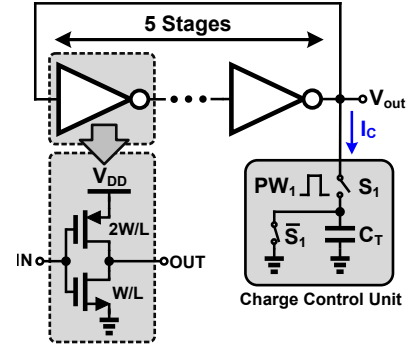 5 Stages
V_out
I_C
V_DD
PW_1
S_1
2W/L
IN
OUT
S̅_1
C_T
W/L
Charge Control Unit